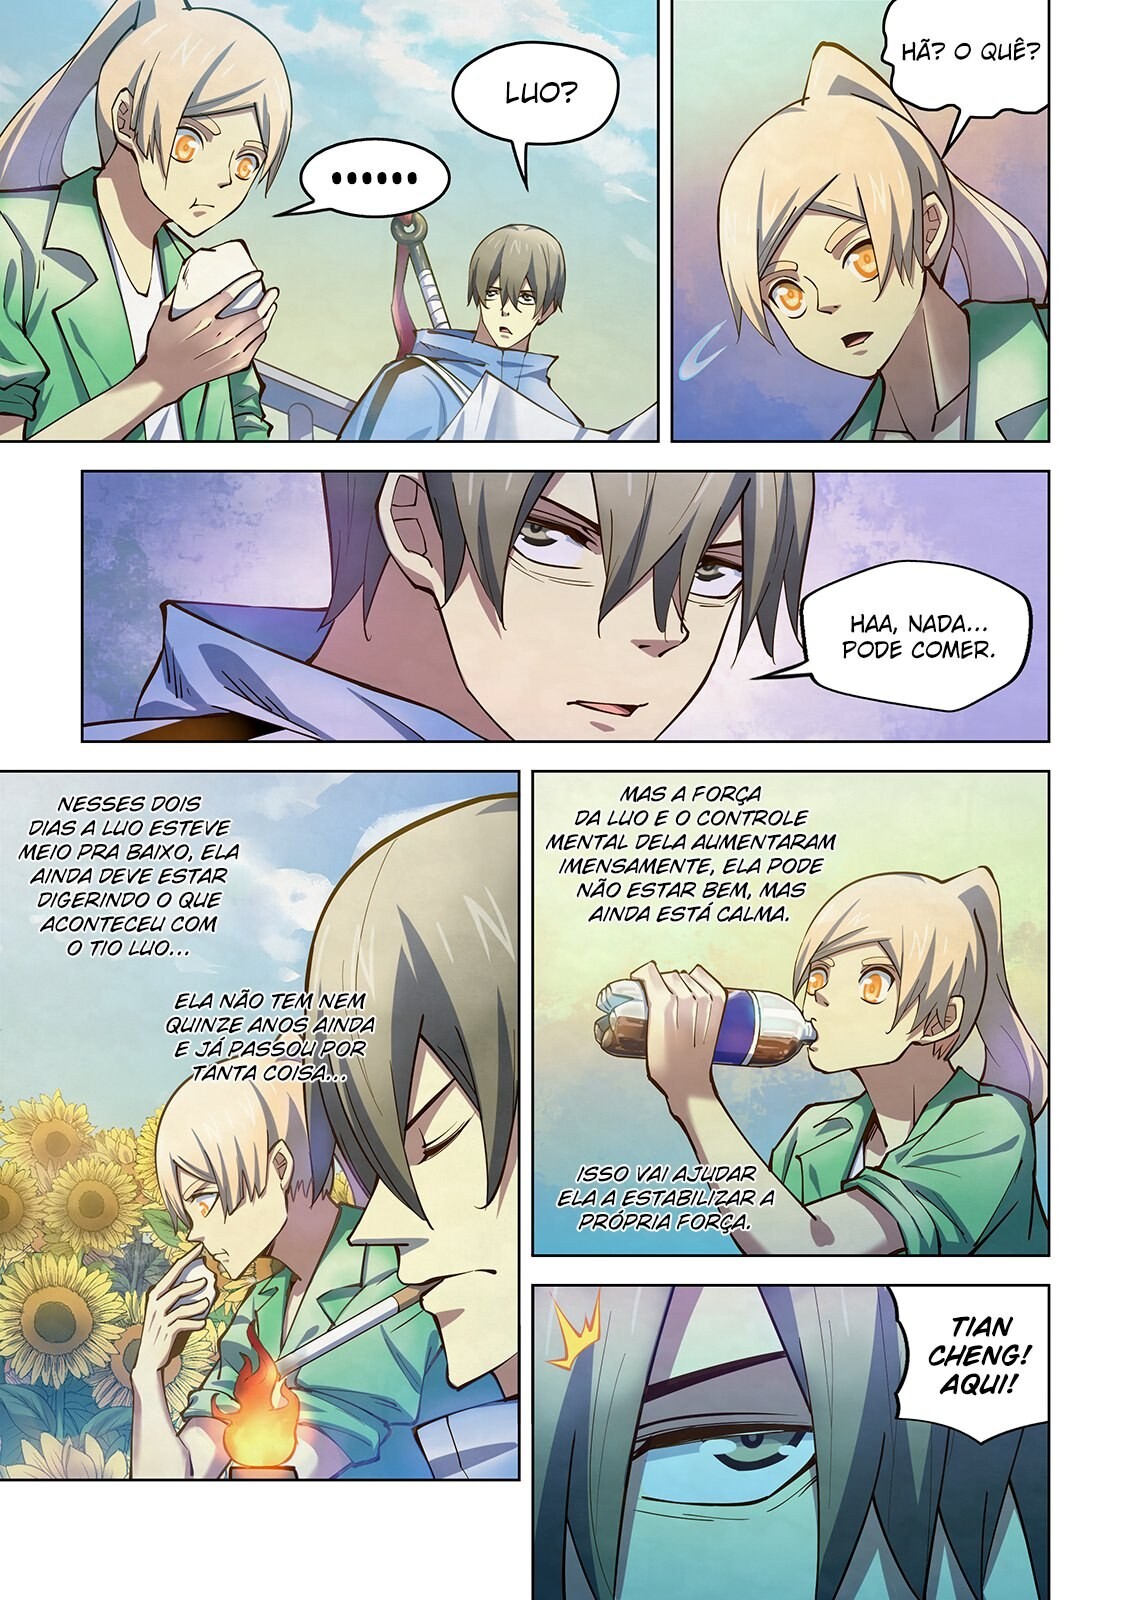 LUO?
••••••
HÃ? O QUÊ?
HAA, NADA...
PODE COMER.
NESSES DOIS
DIAS A LUO ESTEVE
MEIO PRA BAIXO, ELA
AINDA DEVE ESTAR
DIGERINDO O QUE
ACONTECEU COM
O TIO LUO...
ELA NÃO TEM NEM
QUINZE ANOS AINDA
E JÁ PASSOU POR
TANTA COISA...
MAS A FORÇA
DA LUO E O CONTROLE
MENTAL DELA AUMENTARAM
IMENSAMENTE, ELA PODE
NÃO ESTAR BEM, MAS
AINDA ESTÁ CALMA.
ISSO VAI AJUDAR
ELA A ESTABILIZAR A
PRÓPRIA FORÇA.
TIAN
CHENG!
AQUI!